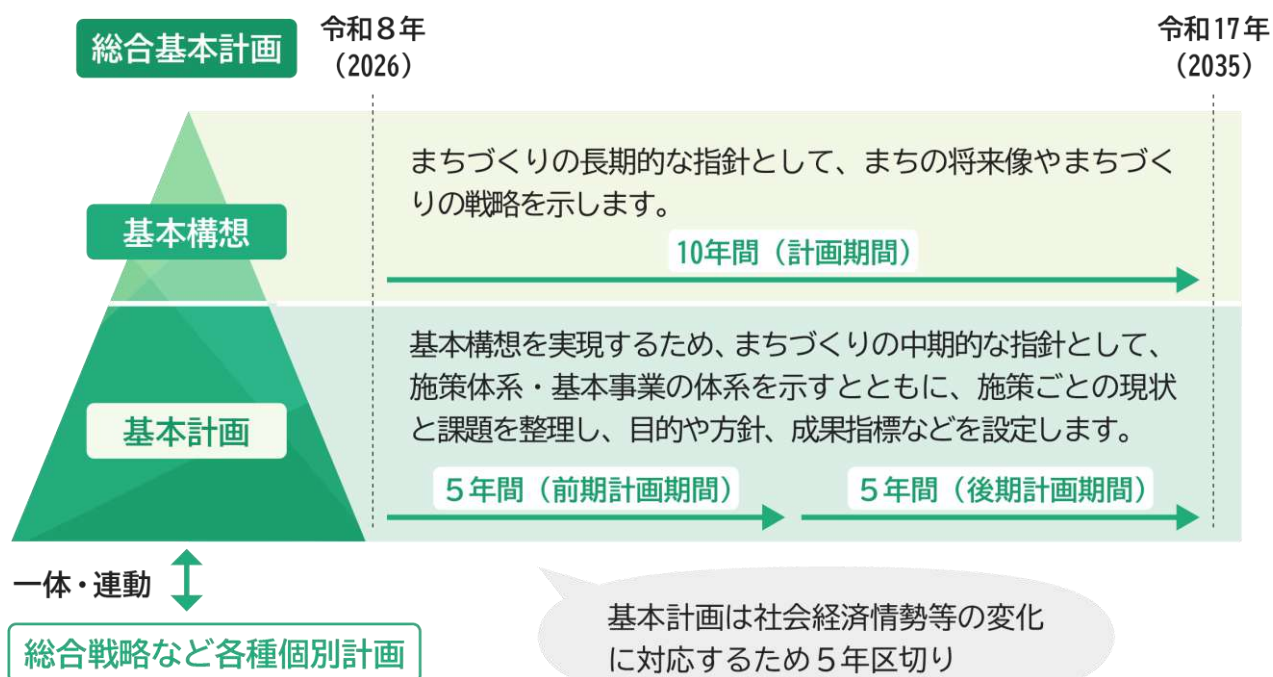 総合基本計画
令和８年
（2026）
令和17年
（2035）
基本構想
まちづくりの長期的な指針として、まちの将来像やまちづく
りの戦略を示します。
10年間（計画期間）
基本計画
基本構想を実現するため、まちづくりの中期的な指針として、
施策体系・基本事業の体系を示すとともに、施策ごとの現状
と課題を整理し、目的や方針、成果指標などを設定します。
５年間（前期計画期間）
５年間（後期計画期間）
一体・連動
総合戦略など各種個別計画
基本計画は社会経済情勢等の変化
に対応するため５年区切り